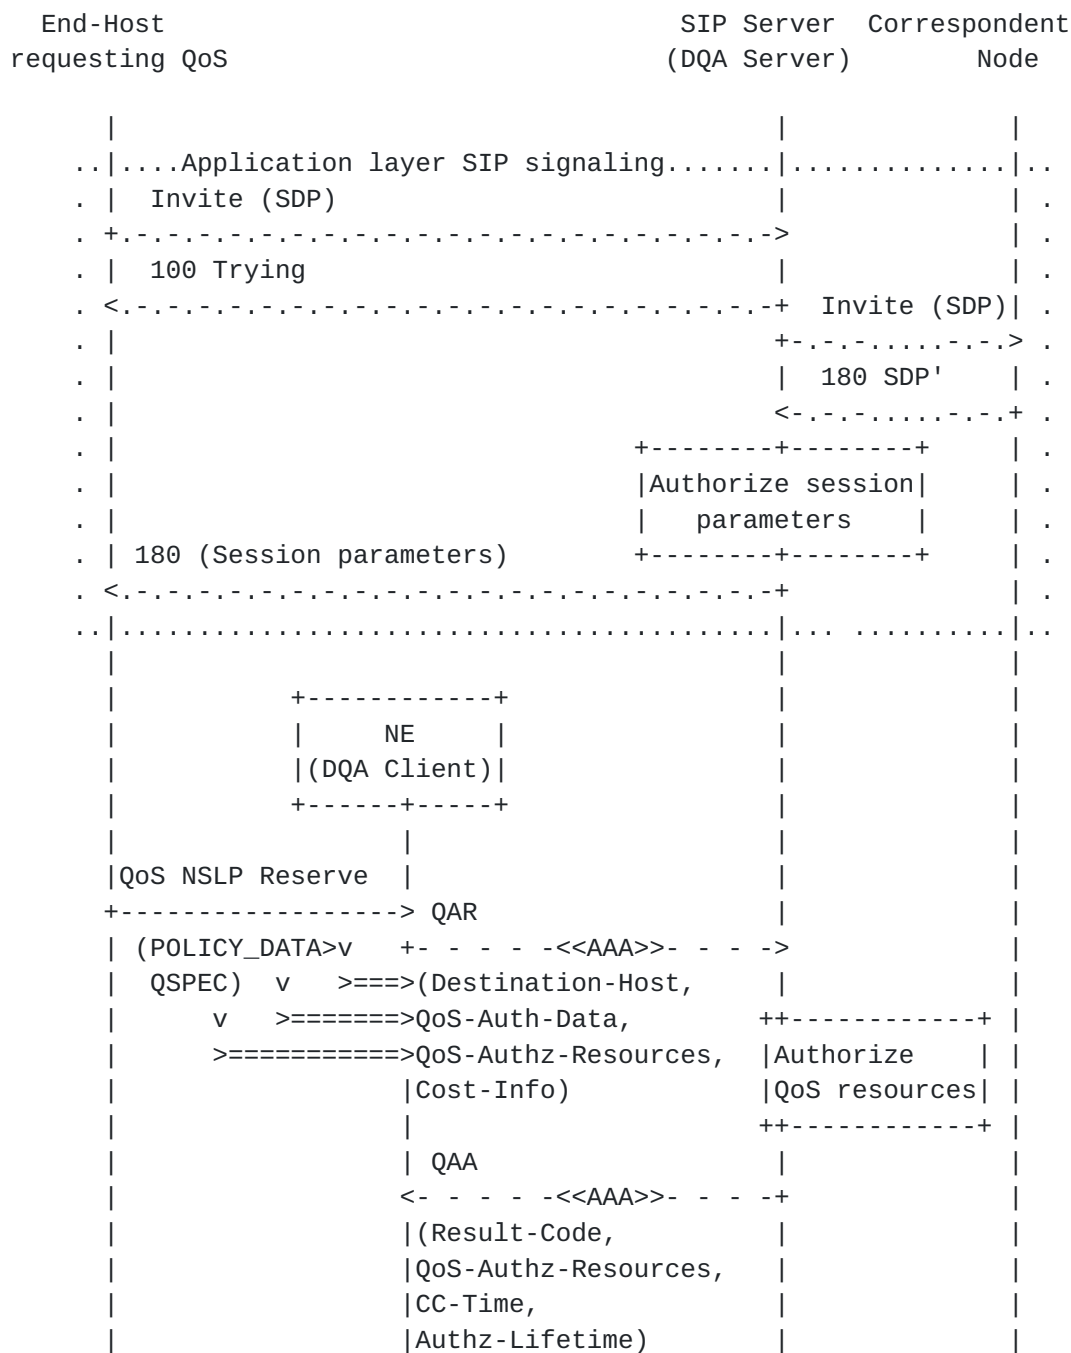 End-Host                                 SIP Server  Correspondent
requesting QoS                            (DQA Server)        Node

      |                                          |              |
    ..|....Application layer SIP signaling.......|..............|..
    . |  Invite (SDP)                            |              | .
    . +.-.-.-.-.-.-.-.-.-.-.-.-.-.-.-.-.-.-.-.-.->              | .
    . |  100 Trying                              |              | .
    . <.-.-.-.-.-.-.-.-.-.-.-.-.-.-.-.-.-.-.-.-.-+  Invite (SDP)| .
    . |                                          +-.-.-.....-.-.> .
    . |                                          |  180 SDP'    | .
    . |                                          <-.-.-.....-.-.+ .
    . |                                 +--------+--------+     | .
    . |                                 |Authorize session|     | .
    . |                                 |   parameters    |     | .
    . | 180 (Session parameters)        +--------+--------+     | .
    . <.-.-.-.-.-.-.-.-.-.-.-.-.-.-.-.-.-.-.-.-.-+              | .
    ..|..........................................|... ..........|..
      |                                          |              |
      |           +------------+                 |              |
      |           |     NE     |                 |              |
      |           |(DQA Client)|                 |              |
      |           +------+-----+                 |              |
      |                  |                       |              |
      |QoS NSLP Reserve  |                       |              |
      +------------------> QAR                   |              |
      | (POLICY_DATA>v   +- - - - -<<AAA>>- - - ->              |
      |  QSPEC)  v   >===>(Destination-Host,     |              |
      |      v   >=======>QoS-Auth-Data,        ++------------+ |
      |      >===========>QoS-Authz-Resources,  |Authorize    | |
      |                  |Cost-Info)            |QoS resources| |
      |                  |                      ++------------+ |
      |                  | QAA                   |              |
      |                  <- - - - -<<AAA>>- - - -+              |
      |                  |(Result-Code,          |              |
      |                  |QoS-Authz-Resources,   |              |
      |                  |CC-Time,               |              |
      |                  |Authz-Lifetime)        |              |